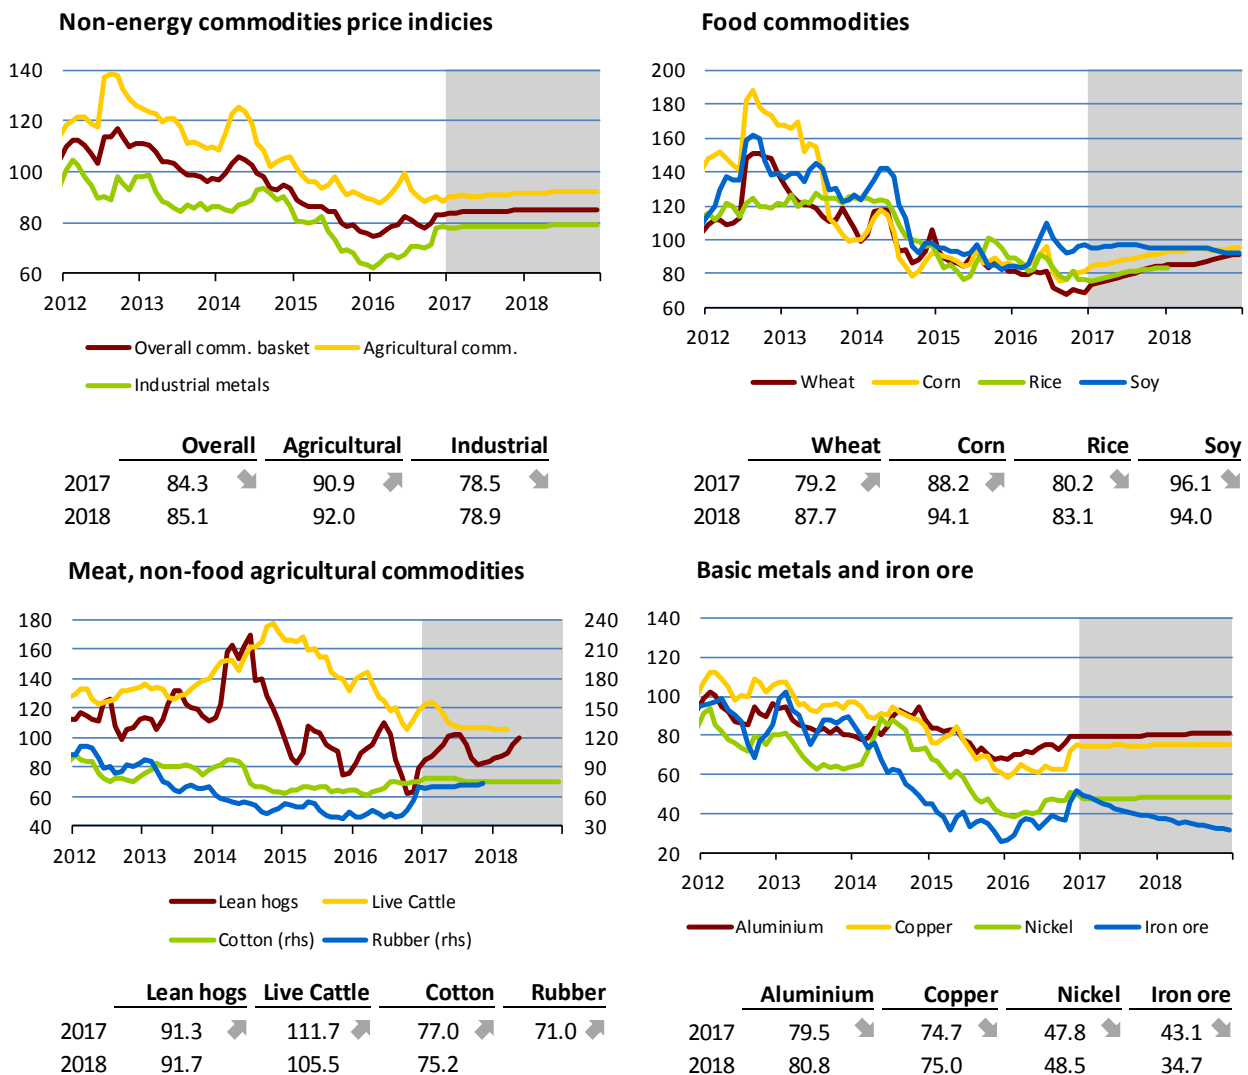 Non-energy commodities price indicies
140
120
100
80
60
2012 2013 2014 2015 2016 2017 2018
Overall comm. basket Agricultural comm.
Industrial metals
Overall Agricultural Industrial
2017 84.3 90.9 78.5
2018 85.1 92.0 78.9
Food commodities
200
180
160
140
120
100
80
60
2012 2013 2014 2015 2016 2017 2018
Wheat Corn Rice Soy
Wheat Corn Rice Soy
2017 79.2 88.2 80.2 96.1
2018 87.7 94.1 83.1 94.0
Meat, non-food agricultural commodities
180 240
160 210
140 180
120 150
100 120
80 90
60 60
40 30
2012 2013 2014 2015 2016 2017 2018
Lean hogs Live Cattle
Cotton (rhs) Rubber (rhs)
Lean hogs Live Cattle Cotton Rubber
2017 91.3 111.7 77.0 71.0
2018 91.7 105.5 75.2
Basic metals and iron ore
140
120
100
80
60
40
20
2012 2013 2014 2015 2016 2017 2018
Aluminium Copper Nickel Iron ore
Aluminium Copper Nickel Iron ore
2017 79.5 74.7 47.8 43.1
2018 80.8 75.0 48.5 34.7